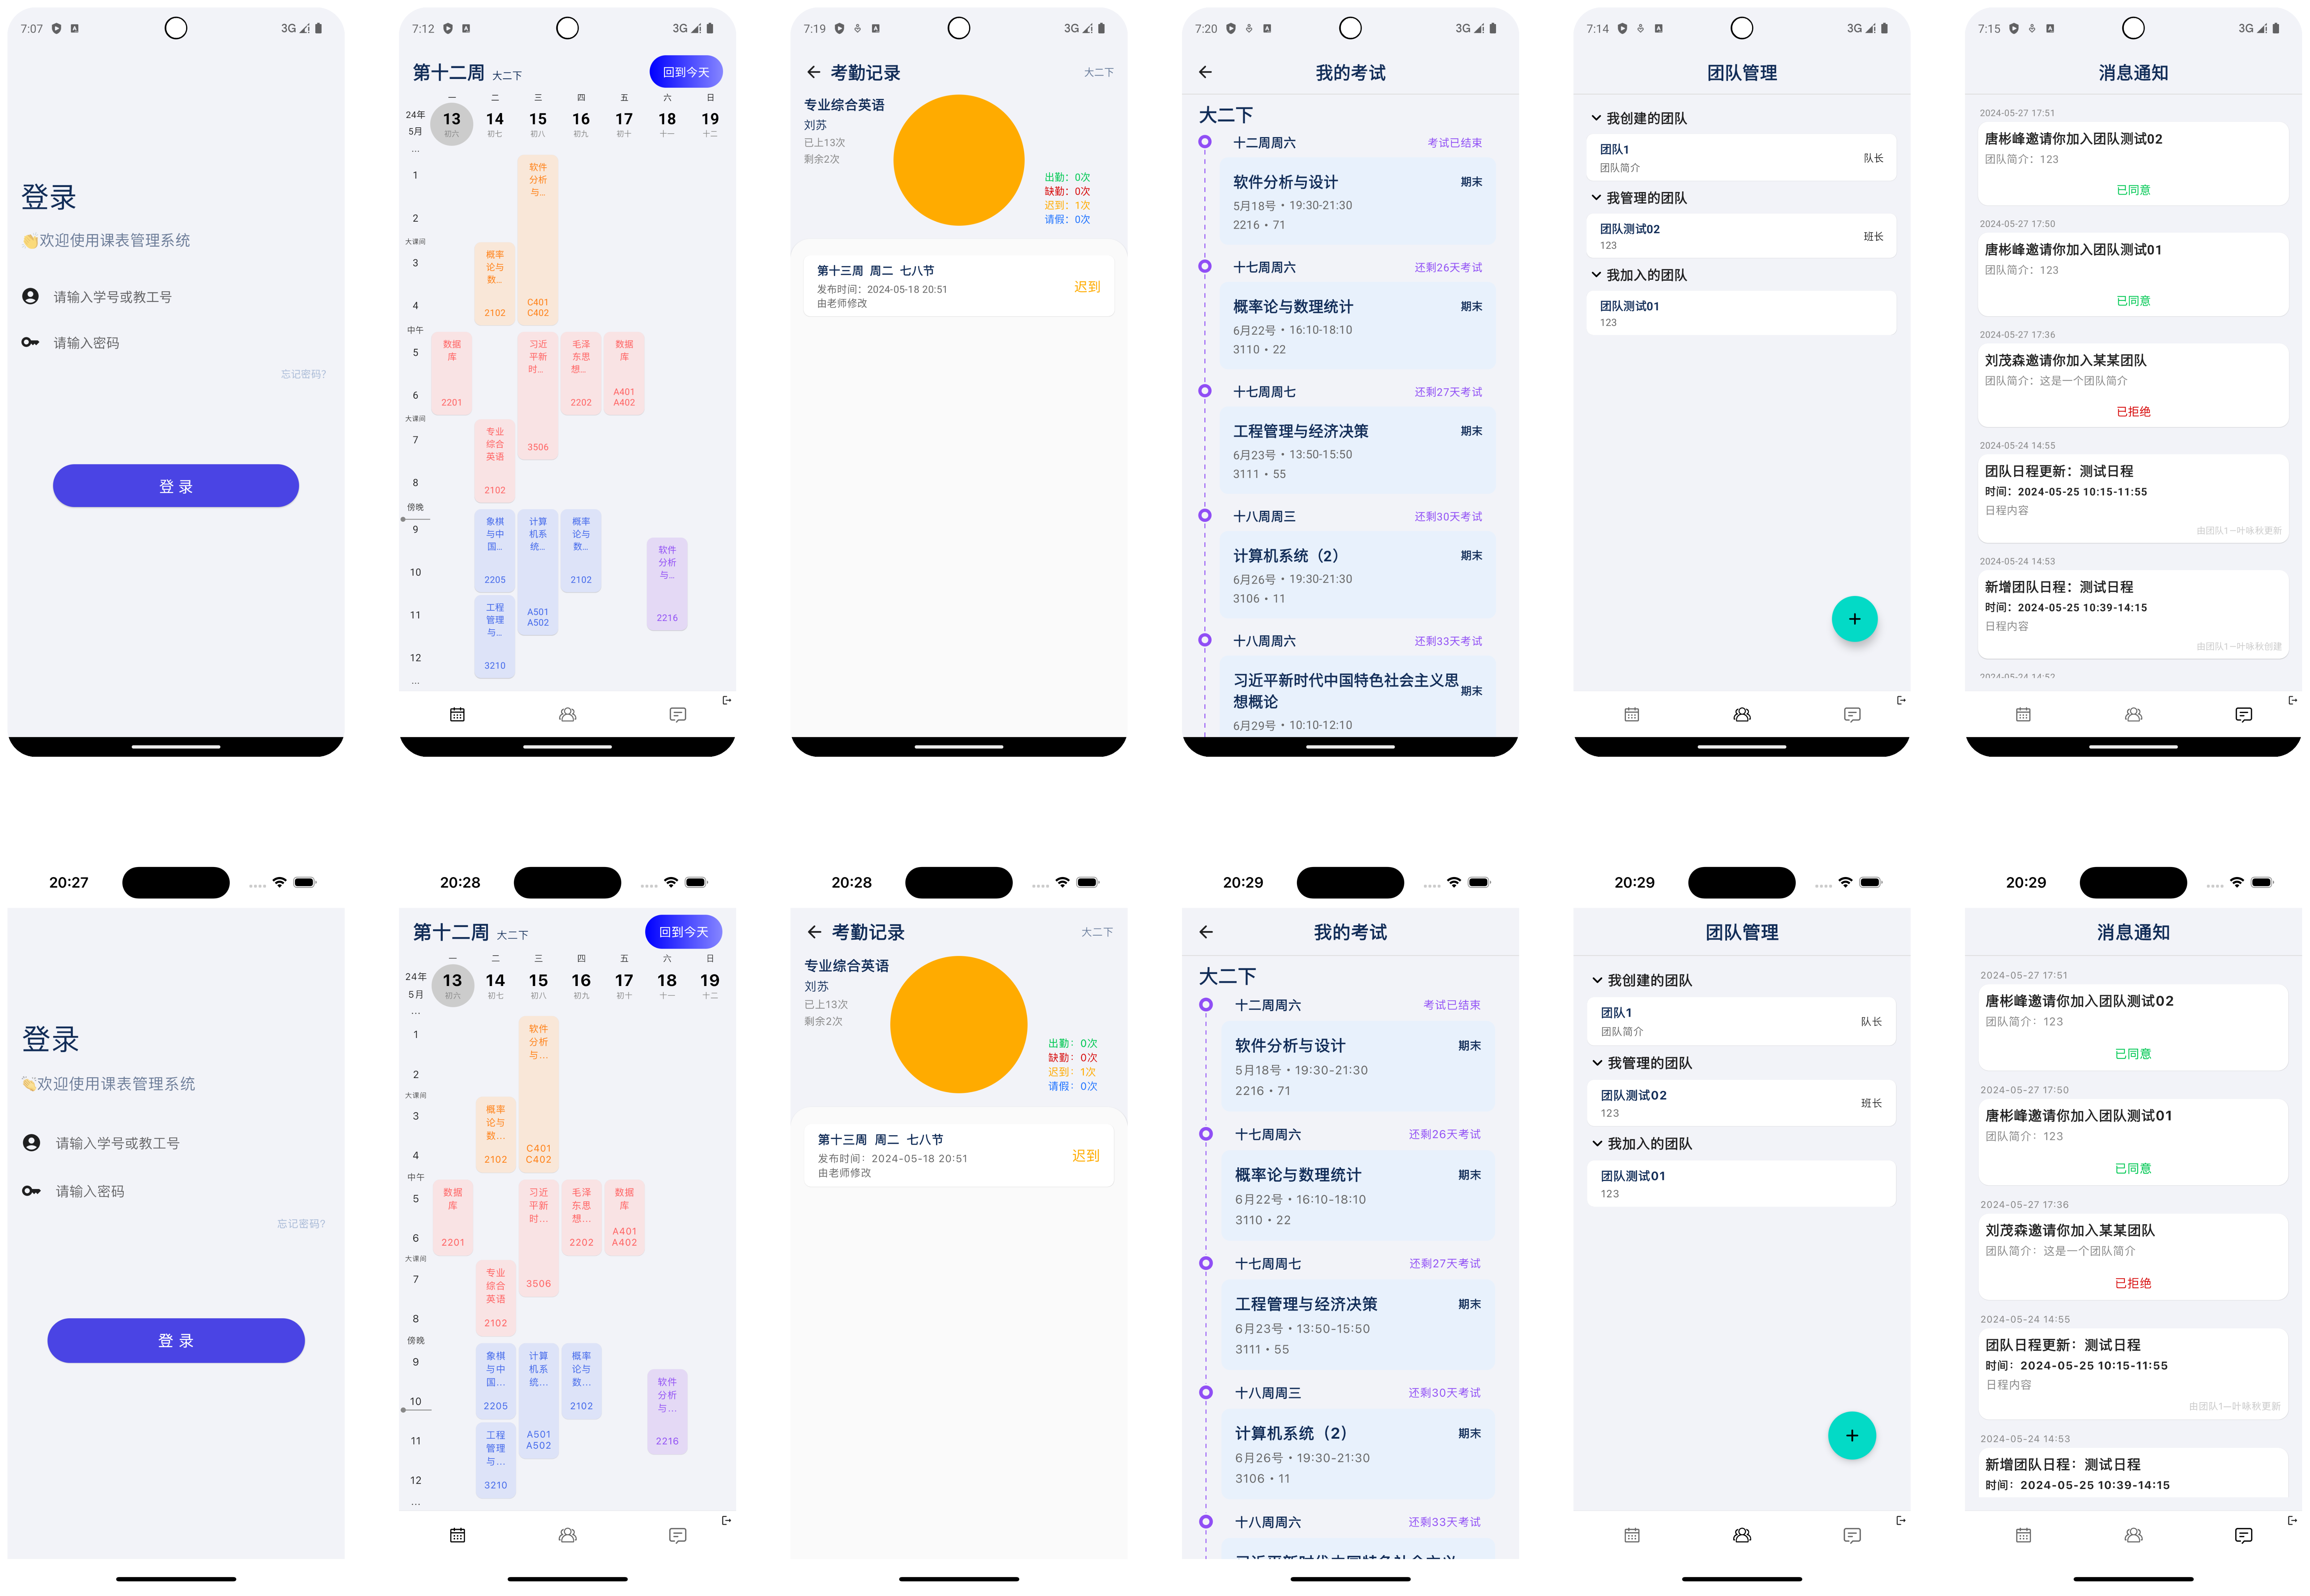 7:07
3G
登录
👏欢迎使用课表管理系统
请输入学号或教工号
请输入密码
忘记密码?
登 录
7:12
3G
第十二周 大二下
回到今天
一 二 三 四 五 六 日
24年 13 14 15 16 17 18 19
5月 初六 初七 初八 初九 初十 十一 十二
...
1
2
大课间
3
4
中午
5
6
大课间
7
8
傍晚
9
10
11
12
...
数据
库
2201
概率
论与
数...
2102
专业
综合
英语
2102
象棋
与中
国...
2205
工程
管理
与...
3210
软件
分析
与...
C401
C402
习近
平新
时...
3506
计算
机系
统...
A501
A502
毛泽
东思
想...
2202
概率
论与
数...
2102
数据
库
A401
A402
软件
分析
与...
2216
7:19
3G
考勤记录
大二下
专业综合英语
刘苏
已上13次
剩余2次
出勤：0次
缺勤：0次
迟到：1次
请假：0次
第十三周 周二 七八节
发布时间：2024-05-18 20:51
由老师修改
迟到
7:20
3G
我的考试
大二下
十二周周六 考试已结束
软件分析与设计 期末
5月18号 • 19:30-21:30
2216 • 71
十七周周六 还剩26天考试
概率论与数理统计 期末
6月22号 • 16:10-18:10
3110 • 22
十七周周七 还剩27天考试
工程管理与经济决策 期末
6月23号 • 13:50-15:50
3111 • 55
十八周周三 还剩30天考试
计算机系统（2） 期末
6月26号 • 19:30-21:30
3106 • 11
十八周周六 还剩33天考试
习近平新时代中国特色社会主义思
想概论
期末
6月29号 • 10:10-12:10
7:14
3G
团队管理
我创建的团队
团队1
团队简介
队长
我管理的团队
团队测试02
123
班长
我加入的团队
团队测试01
123
+
7:15
3G
消息通知
2024-05-27 17:51
唐彬峰邀请你加入团队测试02
团队简介：123
已同意
2024-05-27 17:50
唐彬峰邀请你加入团队测试01
团队简介：123
已同意
2024-05-27 17:36
刘茂森邀请你加入某某团队
团队简介：这是一个团队简介
已拒绝
2024-05-24 14:55
团队日程更新：测试日程
时间：2024-05-25 10:15-11:55
日程内容
由团队1—叶咏秋更新
2024-05-24 14:53
新增团队日程：测试日程
时间：2024-05-25 10:39-14:15
日程内容
由团队1—叶咏秋创建
2024-05-24 14:52
20:27
登录
👏欢迎使用课表管理系统
请输入学号或教工号
请输入密码
忘记密码?
登 录
20:28
第十二周 大二下
回到今天
一 二 三 四 五 六 日
24年 13 14 15 16 17 18 19
5月 初六 初七 初八 初九 初十 十一 十二
...
1
2
大课间
3
4
中午
5
6
大课间
7
8
傍晚
9
10
11
12
...
数据
库
2201
概率
论与
数...
2102
专业
综合
英语
2102
象棋
与中
国...
2205
工程
管理
与...
3210
软件
分析
与...
C401
C402
习近
平新
时...
3506
计算
机系
统...
A501
A502
毛泽
东思
想...
2202
概率
论与
数...
2102
数据
库
A401
A402
软件
分析
与...
2216
20:28
考勤记录
大二下
专业综合英语
刘苏
已上13次
剩余2次
出勤：0次
缺勤：0次
迟到：1次
请假：0次
第十三周 周二 七八节
发布时间：2024-05-18 20:51
由老师修改
迟到
20:29
我的考试
大二下
十二周周六 考试已结束
软件分析与设计 期末
5月18号 • 19:30-21:30
2216 • 71
十七周周六 还剩26天考试
概率论与数理统计 期末
6月22号 • 16:10-18:10
3110 • 22
十七周周七 还剩27天考试
工程管理与经济决策 期末
6月23号 • 13:50-15:50
3111 • 55
十八周周三 还剩30天考试
计算机系统（2） 期末
6月26号 • 19:30-21:30
3106 • 11
十八周周六 还剩33天考试
20:29
团队管理
我创建的团队
团队1
团队简介
队长
我管理的团队
团队测试02
123
班长
我加入的团队
团队测试01
123
+
20:29
消息通知
2024-05-27 17:51
唐彬峰邀请你加入团队测试02
团队简介：123
已同意
2024-05-27 17:50
唐彬峰邀请你加入团队测试01
团队简介：123
已同意
2024-05-27 17:36
刘茂森邀请你加入某某团队
团队简介：这是一个团队简介
已拒绝
2024-05-24 14:55
团队日程更新：测试日程
时间：2024-05-25 10:15-11:55
日程内容
由团队1—叶咏秋更新
2024-05-24 14:53
新增团队日程：测试日程
时间：2024-05-25 10:39-14:15